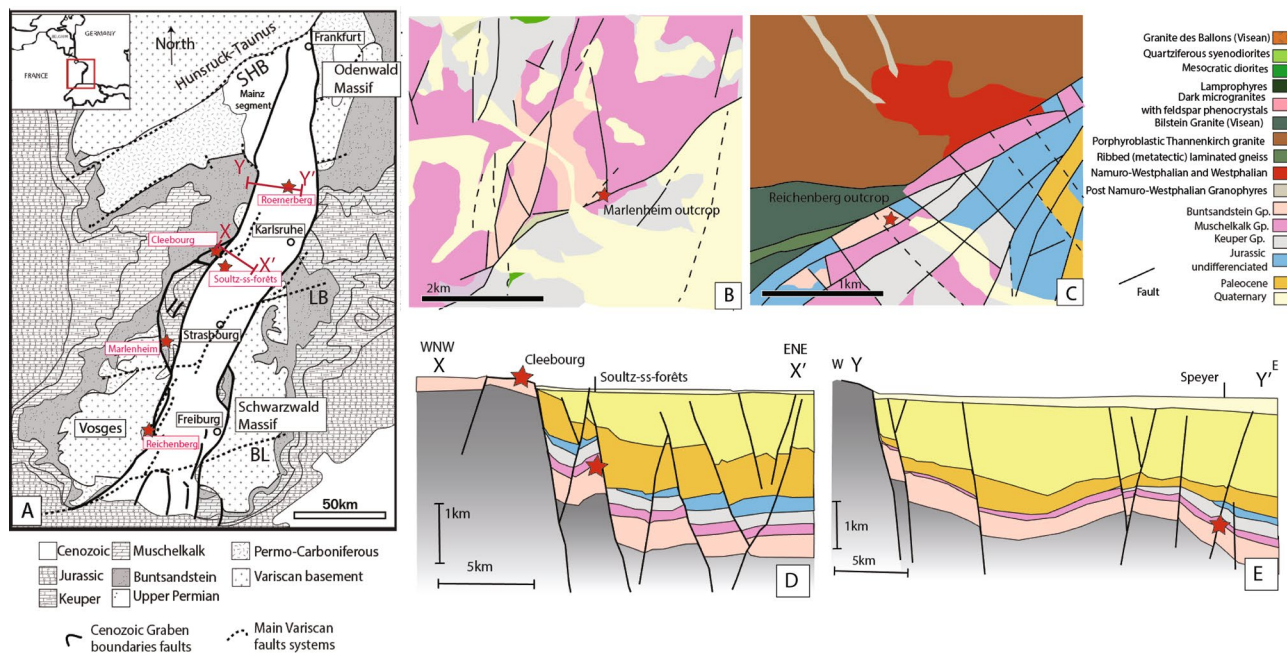 BELGIUM
GERMANY
FRANCE
North
Hunsruck-Taunus
Frankfurt
SHB
Mainz
segment
Odenwald
Massif
Y
Y'
Roemerberg
Karlsruhe
Cleebourg
X
X'
Soultz-ss-forêts
LB
Strasbourg
Marlenheim
Freiburg
Schwarzwald
Massif
Vosges
Reichenberg
BL
A
50km
Cenozoic
Muschelkalk
Permo-Carboniferous
Jurassic
Buntsandstein
Variscan basement
Keuper
Upper Permian
Cenozoic Graben
boundaries faults
Main Variscan
faults systems
Marlenheim outcrop
2km
B
Reichenberg outcrop
1km
C
Granite des Ballons (Visean)
Quartziferous syenodiorites
Mesocratic diorites
Lamprophyres
Dark microgranites
with feldspar phenocrystals
Bilstein Granite (Visean)
Porphyroblastic Thannenkirch granite
Ribbed (metatectic) laminated gneiss
Namuro-Westphalian and Westphalian
Post Namuro-Westphalian Granophyres
Buntsandstein Gp.
Muschelkalk Gp.
Keuper Gp.
Jurassic
undifferenciated
Paleocene
Quaternary
Fault
WNW
X
Cleebourg
Soultz-ss-forêts
ENE
X'
1km
5km
D
W
Y
Speyer
Y'
E
1km
5km
E